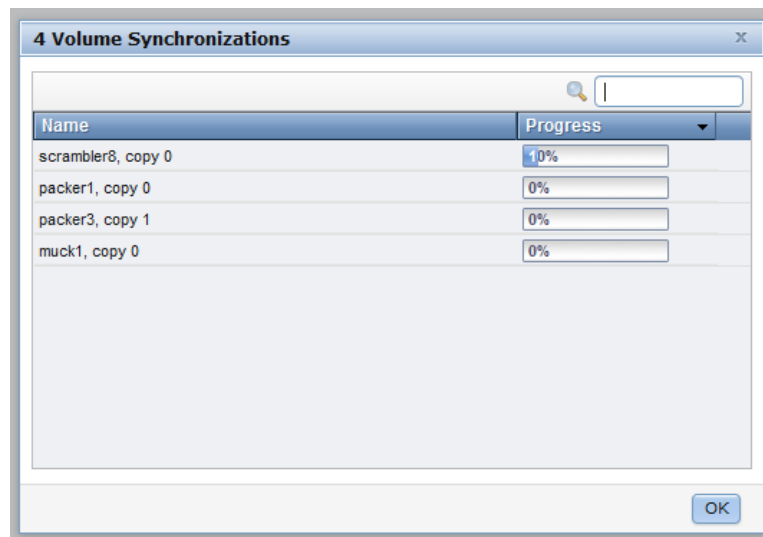 4 Volume Synchronizations x
Name Progress
scrambler8, copy 0 10%
packer1, copy 0 0%
packer3, copy 1 0%
muck1, copy 0 0%
OK